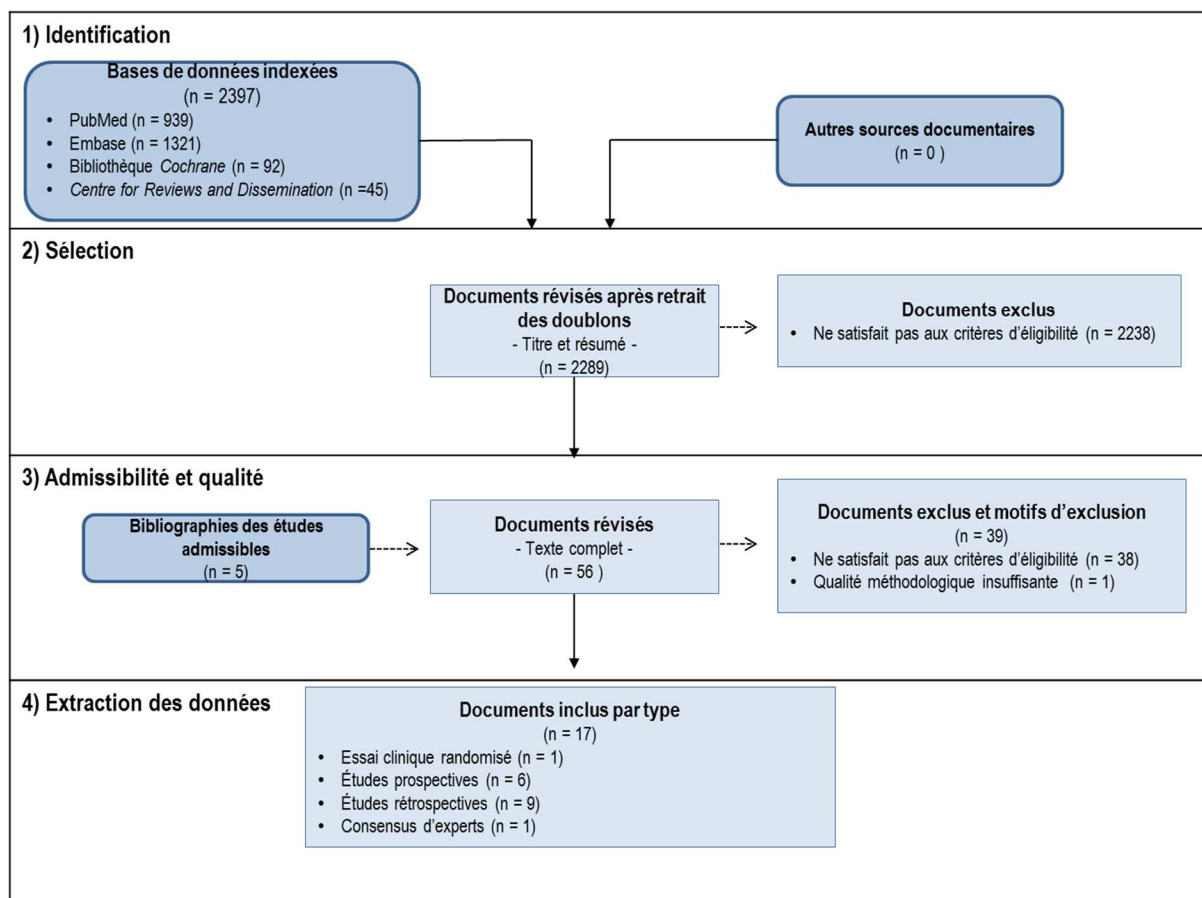 1) Identification
Bases de données indexées
(n = 2397)
• PubMed (n = 939)
• Embase (n = 1321)
• Bibliothèque Cochrane (n = 92)
• Centre for Reviews and Dissemination (n =45)
Autres sources documentaires
(n = 0 )
2) Sélection
Documents révisés après retrait
des doublons
- Titre et résumé -
(n = 2289)
Documents exclus
• Ne satisfait pas aux critères d’éligibilité (n = 2238)
3) Admissibilité et qualité
Bibliographies des études
admissibles
(n = 5)
Documents révisés
- Texte complet -
(n = 56 )
Documents exclus et motifs d’exclusion
(n = 39)
• Ne satisfait pas aux critères d’éligibilité (n = 38)
• Qualité méthodologique insuffisante (n = 1)
4) Extraction des données
Documents inclus par type
(n = 17)
• Essai clinique randomisé (n = 1)
• Études prospectives (n = 6)
• Études rétrospectives (n = 9)
• Consensus d’experts (n = 1)